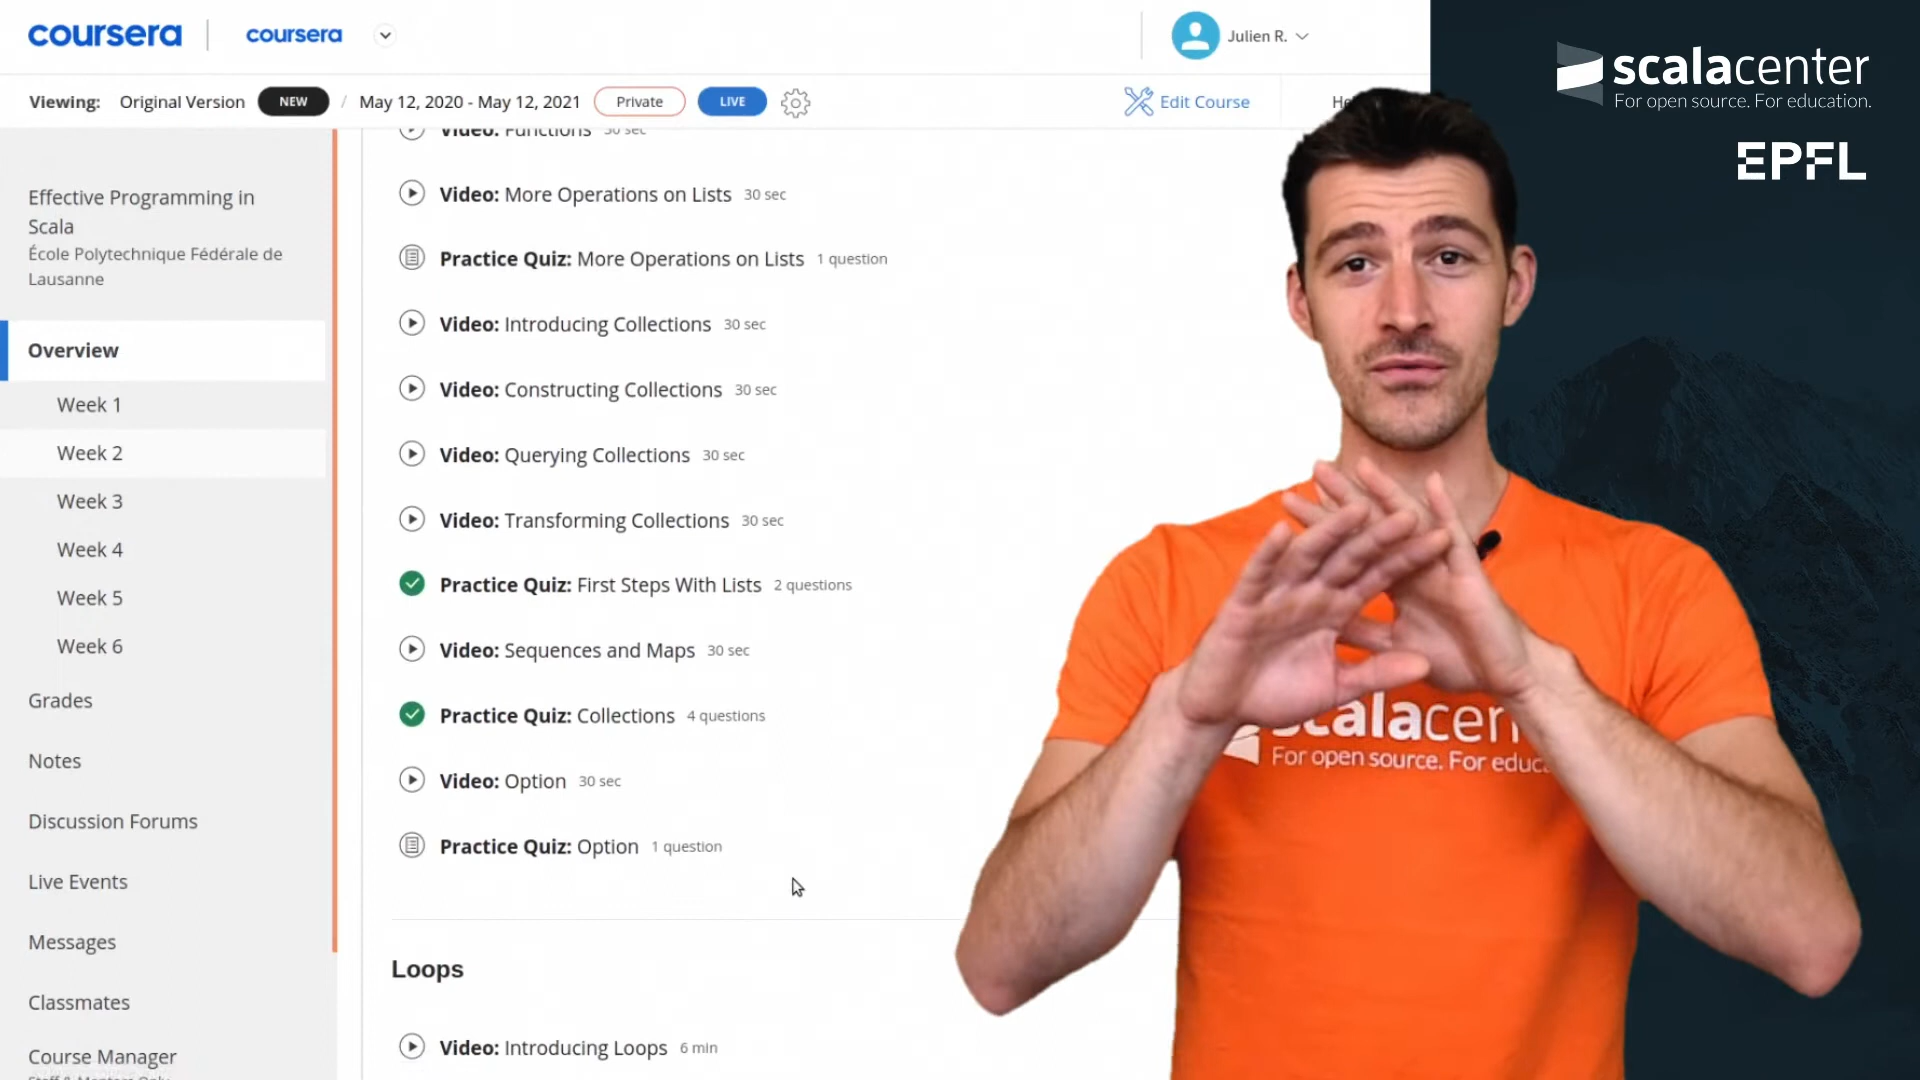 coursera
coursera
Julien R.
scalacenter
For open source. For education.
EPFL
Viewing: Original Version NEW / May 12, 2020 - May 12, 2021 Private LIVE
Edit Course
Effective Programming in
Scala
École Polytechnique Fédérale de
Lausanne
Overview
Week 1
Week 2
Week 3
Week 4
Week 5
Week 6
Grades
Notes
Discussion Forums
Live Events
Messages
Classmates
Course Manager
Video: Functions 30 sec
Video: More Operations on Lists 30 sec
Practice Quiz: More Operations on Lists 1 question
Video: Introducing Collections 30 sec
Video: Constructing Collections 30 sec
Video: Querying Collections 30 sec
Video: Transforming Collections 30 sec
Practice Quiz: First Steps With Lists 2 questions
Video: Sequences and Maps 30 sec
Practice Quiz: Collections 4 questions
Video: Option 30 sec
Practice Quiz: Option 1 question
Loops
Video: Introducing Loops 6 min
For open source. For